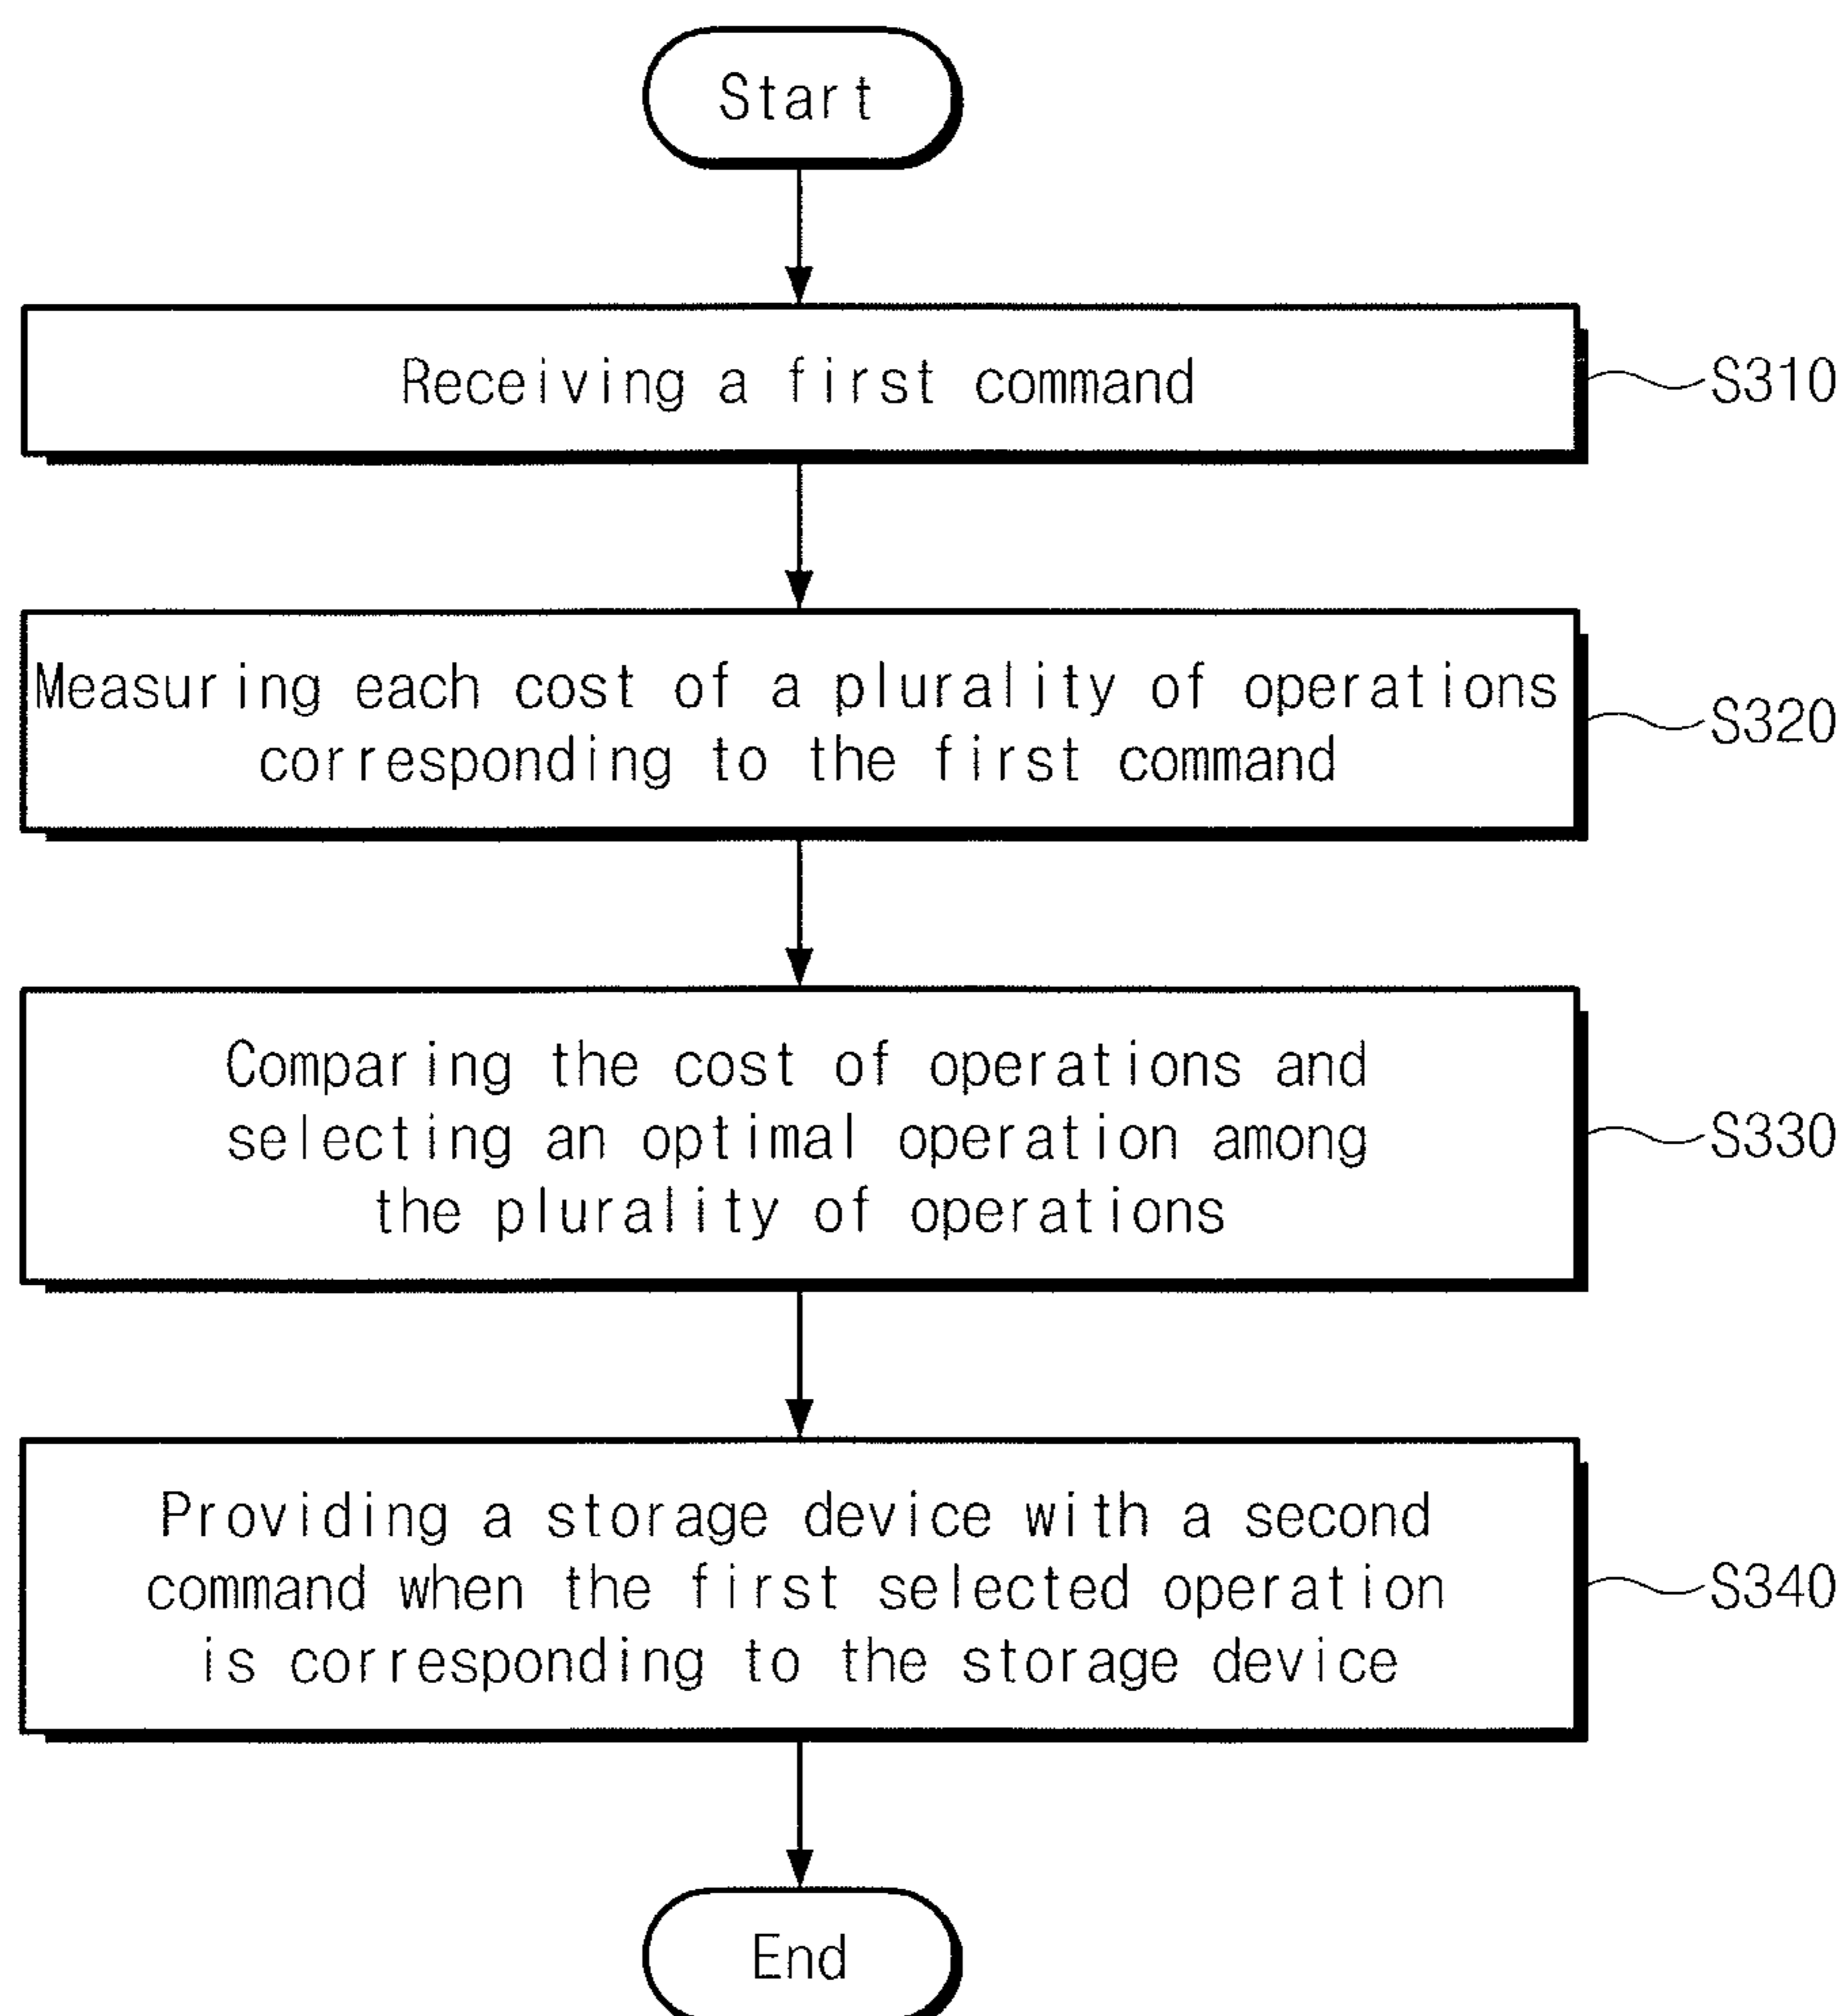 Start
Receiving a first command
S310
Measuring each cost of a plurality of operations
corresponding to the first command
S320
Comparing the cost of operations and
selecting an optimal operation among
the plurality of operations
S330
Providing a storage device with a second
command when the first selected operation
is corresponding to the storage device
S340
End